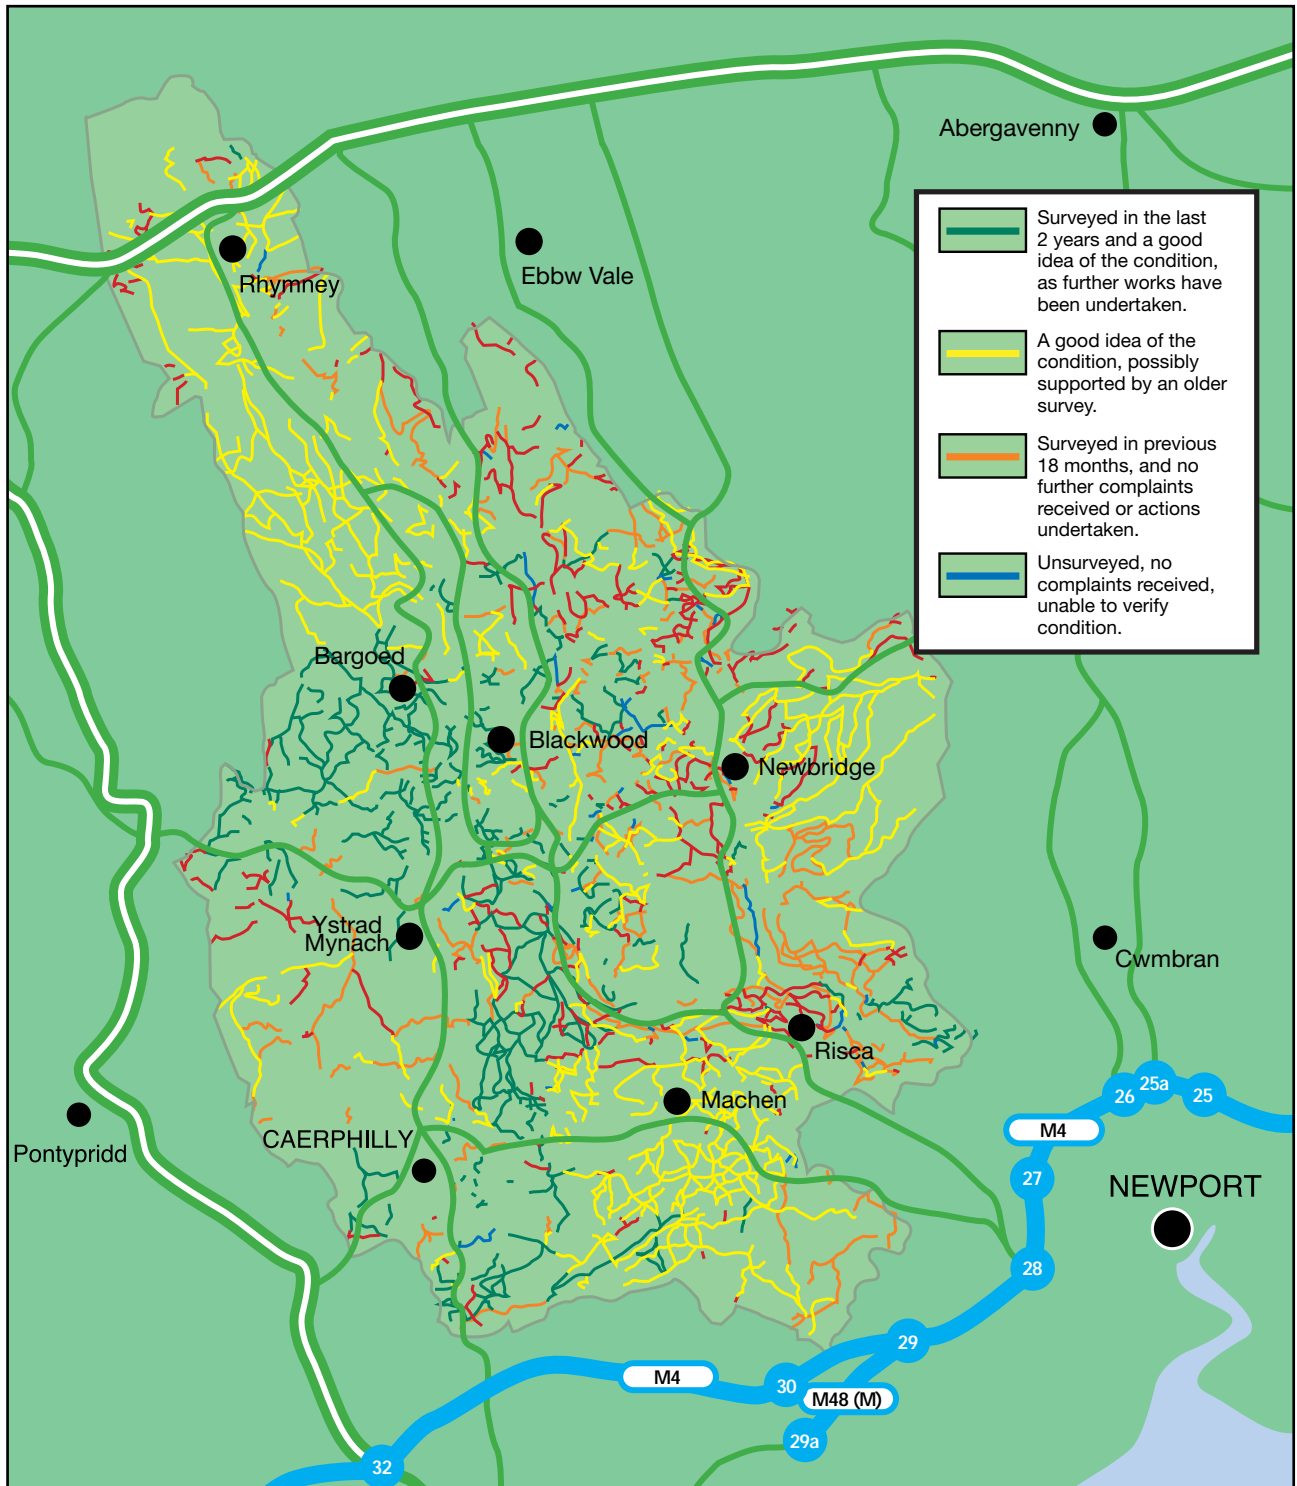 Abergavenny
Surveyed in the last
2 years and a good
idea of the condition,
as further works have
been undertaken.
A good idea of the
condition, possibly
supported by an older
survey.
Surveyed in previous
18 months, and no
further complaints
received or actions
undertaken.
Unsurveyed, no
complaints received,
unable to verify
condition.
Ebbw Vale
Rhymney
Bargoed
Blackwood
Newbridge
Ystrad
Mynach
Cwmbran
Risca
Machen
CAERPHILLY
Pontypridd
NEWPORT
26
25a
25
M4
27
28
29
M4
30
M48 (M)
29a
32